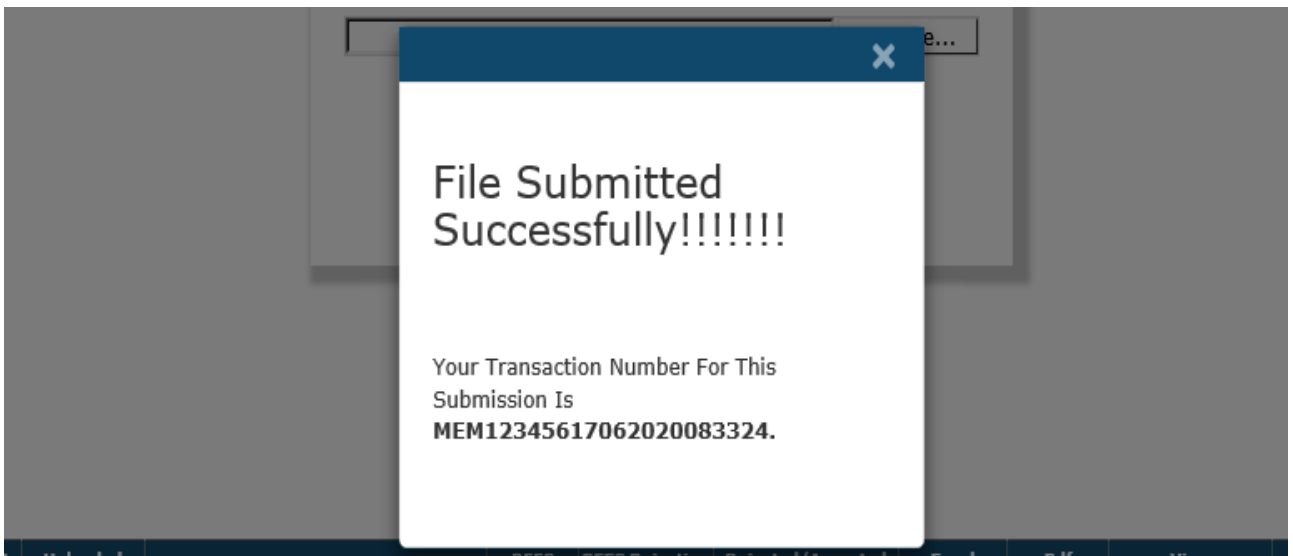 e...
×
File Submitted
Successfully!!!!!!!
Your Transaction Number For This
Submission Is
MEM12345617062020083324.